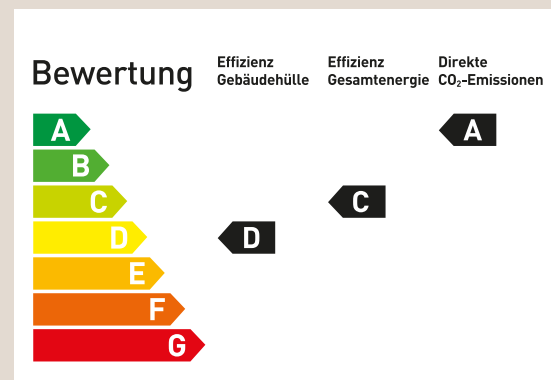 Bewertung
Effizienz
Gebäudehülle
Effizienz
Gesamtenergie
Direkte
CO₂-Emissionen
A
A
B
C
C
D
D
E
F
G